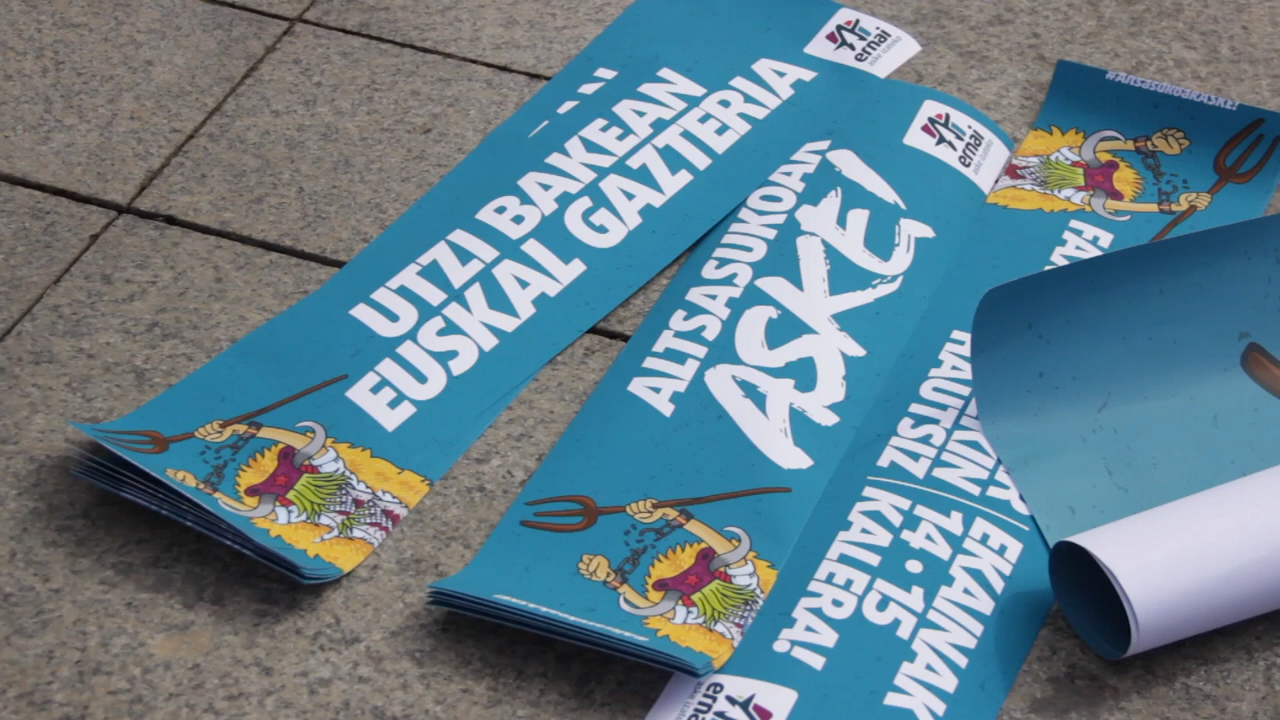 UTZI BAKEAN
EUSKAL GAZTERIA
ernai
ALTSASUKOAK
ASKE!
ernai
#AltsasukoakASKE!
HAUTSIZ / KALERA!
EKAINAK
14 · 15
ernai